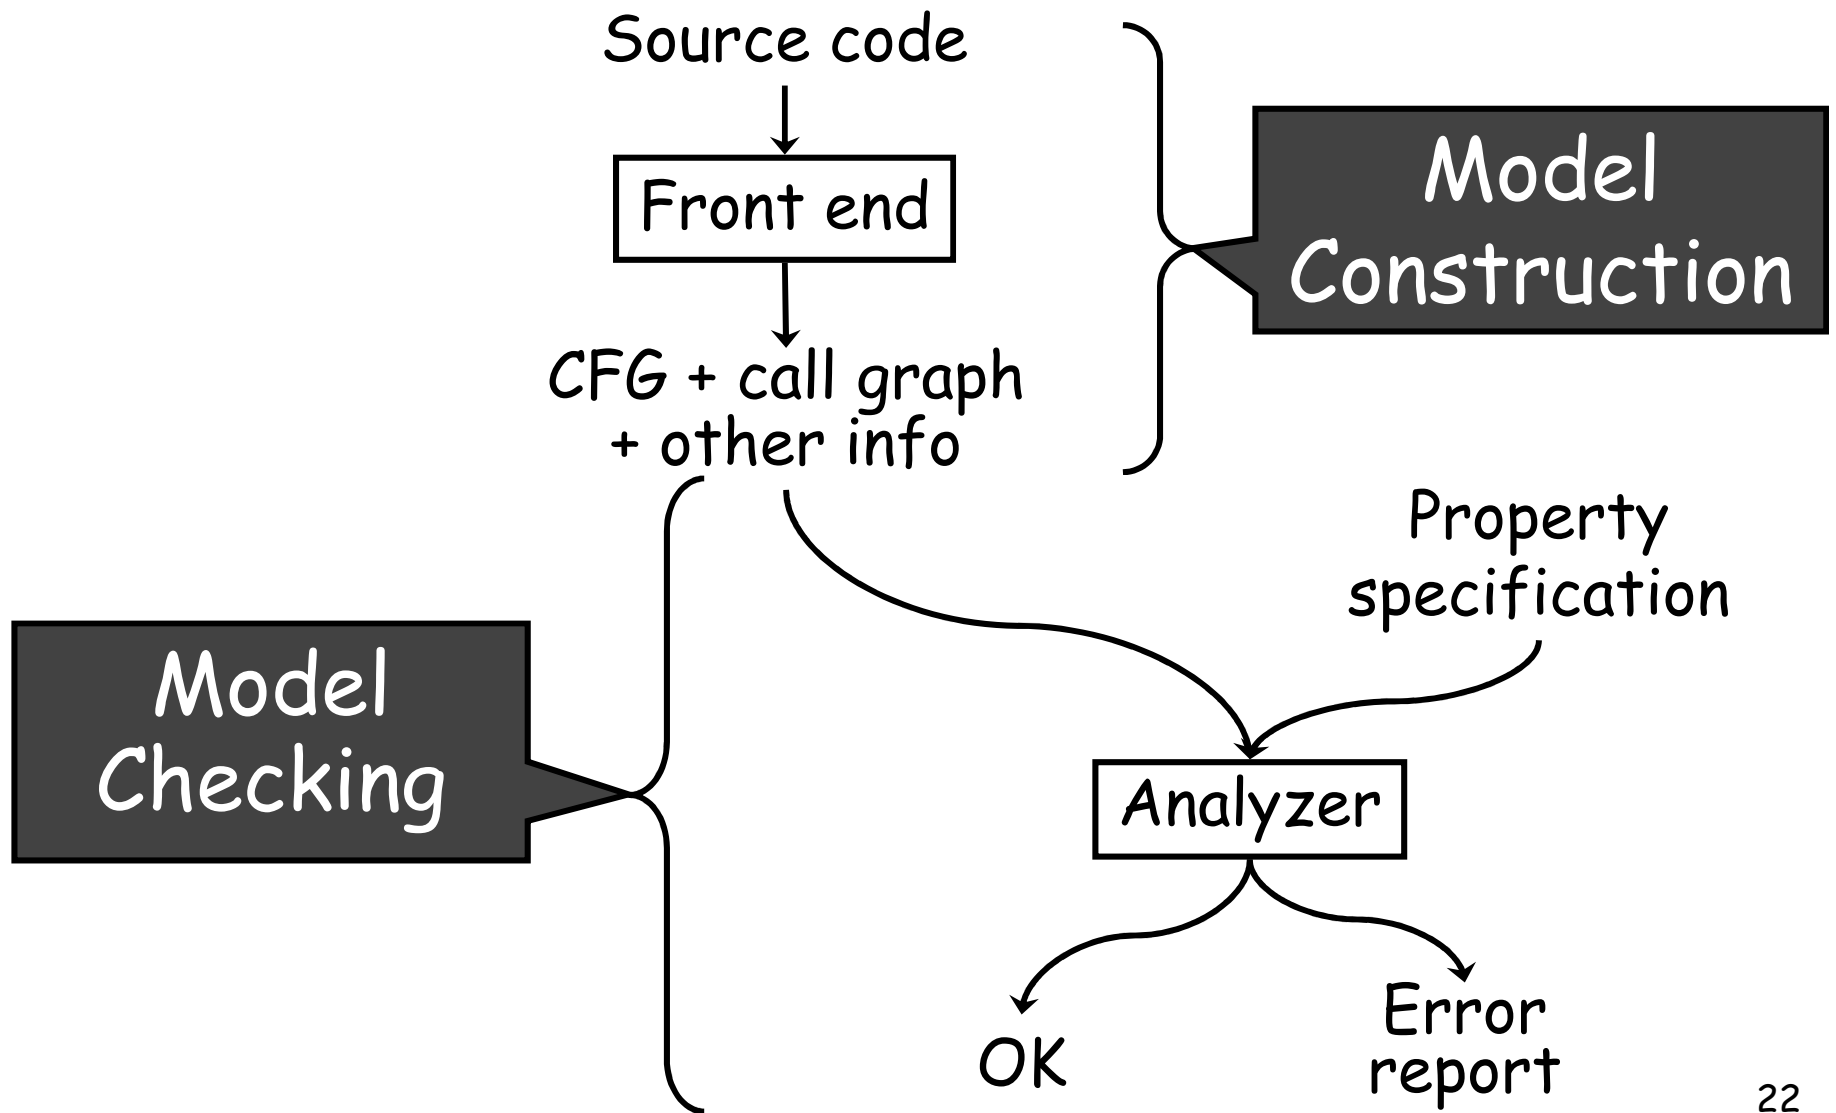 Source code
Front end
Model
Construction
CFG + call graph
+ other info
Property
specification
Model
Checking
Analyzer
OK
Error
report
22